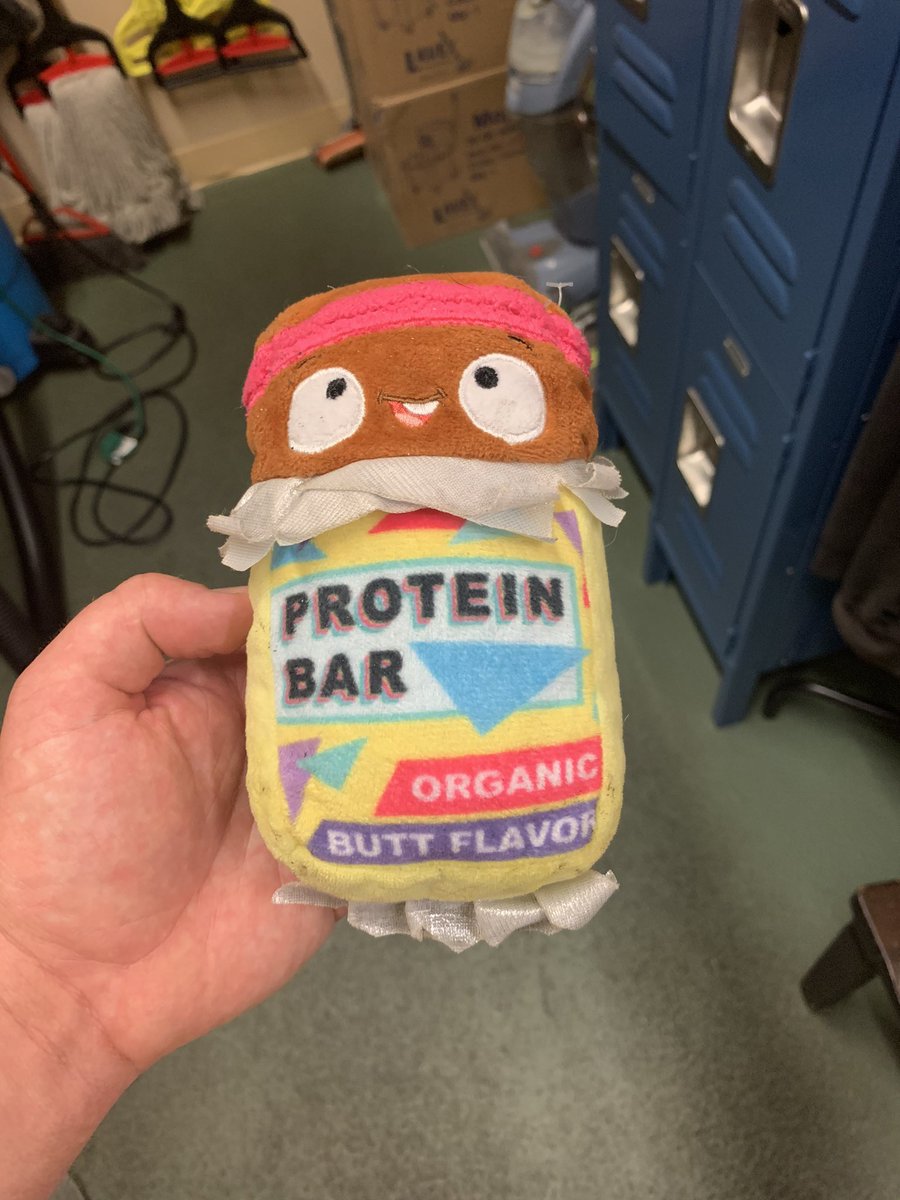 PROTEIN
BAR
ORGANIC
BUTT FLAVOR